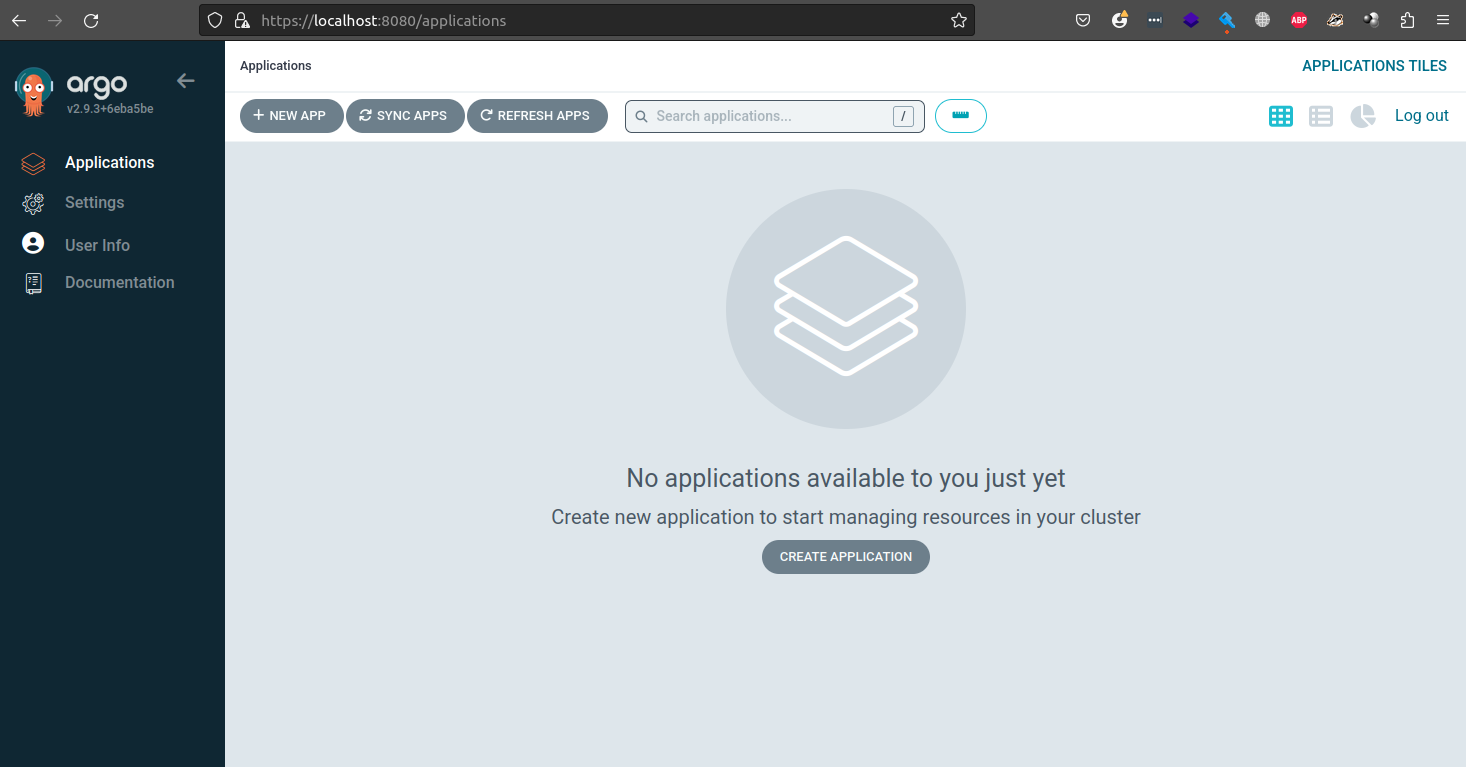 https://localhost:8080/applications
ABP
argo
v2.9.3+6eba5be
Applications
Settings
User Info
Documentation
Applications
APPLICATIONS TILES
+ NEW APP
SYNC APPS
REFRESH APPS
Search applications...
/
Log out
No applications available to you just yet
Create new application to start managing resources in your cluster
CREATE APPLICATION